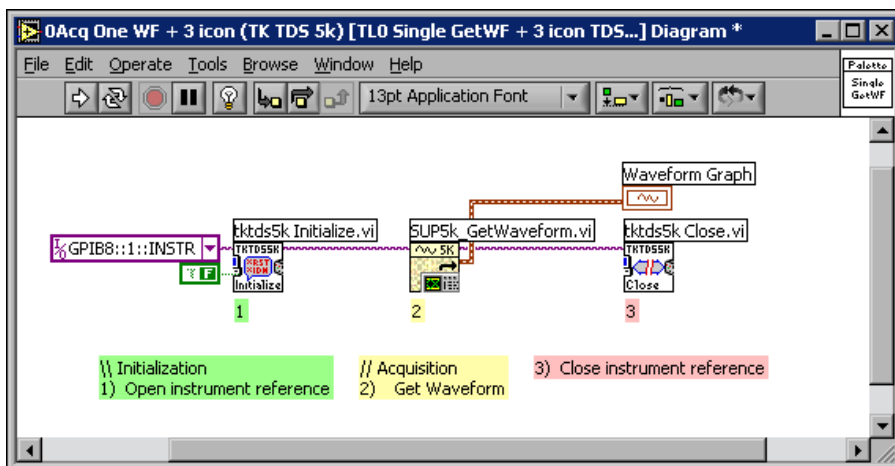 0Acq One WF + 3 icon (TK TDS 5k) [TL0 Single GetWF + 3 icon TDS...] Diagram *
File Edit Operate Tools Browse Window Help
Palette
Single
GetWF
13pt Application Font
Waveform Graph
tktds5k Initialize.vi SUP5k_GetWaveform.vi tktds5k Close.vi
GPIB8::1::INSTR
TKTDS5K
5K
TKTDS5K
F
XRST
XIDN
Initialize
Close
1 2 3
\\ Initialization
1) Open instrument reference
// Acquisition
2) Get Waveform
3) Close instrument reference